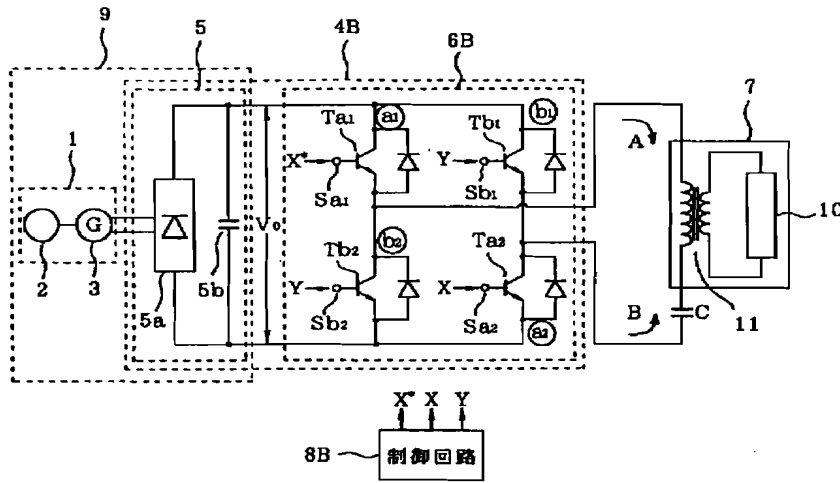 9
5
4B
6B
1
Ta1
a1
Tb1
b1
7
X*
Sa1
Y
Sb1
A
V0
G
10
Tb2
b2
Ta2
2
3
5a
5b
Y
Sb2
X
Sa2
a2
B
C
11
X* X Y
8B
制御回路